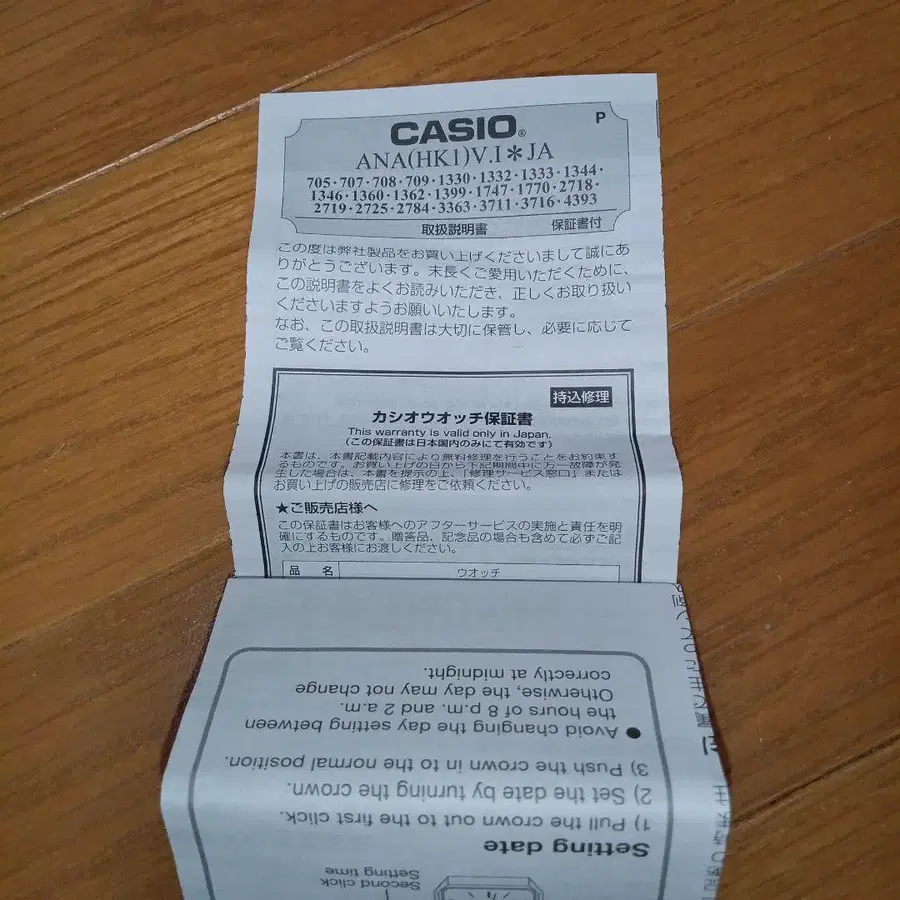 CASIO®
P
ANA(HK1)V.I＊JA
705・707・708・709・1330・1332・1333・1344・
1346・1360・1362・1399・1747・1770・2718・
2719・2725・2784・3363・3711・3716・4393
取扱説明書 保証書付
この度は弊社製品をお買い上げくださいまして誠にあ
りがとうございます。末長くご愛用いただくために、
この説明書をよくお読みいただき、正しくお取り扱い
くださいますようお願いいたします。
なお、この取扱説明書は大切に保管し、必要に応じて
ご覧ください。
持込修理
カシオウオッチ保証書
This warranty is valid only in Japan.
(この保証書は日本国内のみにて有効です)
本書は、本書記載内容により無料修理を行うことをお約束す
るものです。お買い上げの日から下記期間中に万一故障が発
生した場合は、本書を提示の上、「修理サービス窓口」または
お買い上げの販売店に修理をご依頼ください。
★ご販売店様へ
この保証書はお客様へのアフターサービスの実施と責任を明
確にするものです。贈答品、記念品の場合も含めて必ずご記
入の上お客様にお渡しください。
品 名 ウオッチ
Second click
Setting time
Setting date
1) Pull the crown out to the first click.
2) Set the date by turning the crown.
3) Push the crown in to the normal position.
● Avoid changing the day setting between
the hours of 8 p.m. and 2 a.m.
Otherwise, the day may not change
correctly at midnight.